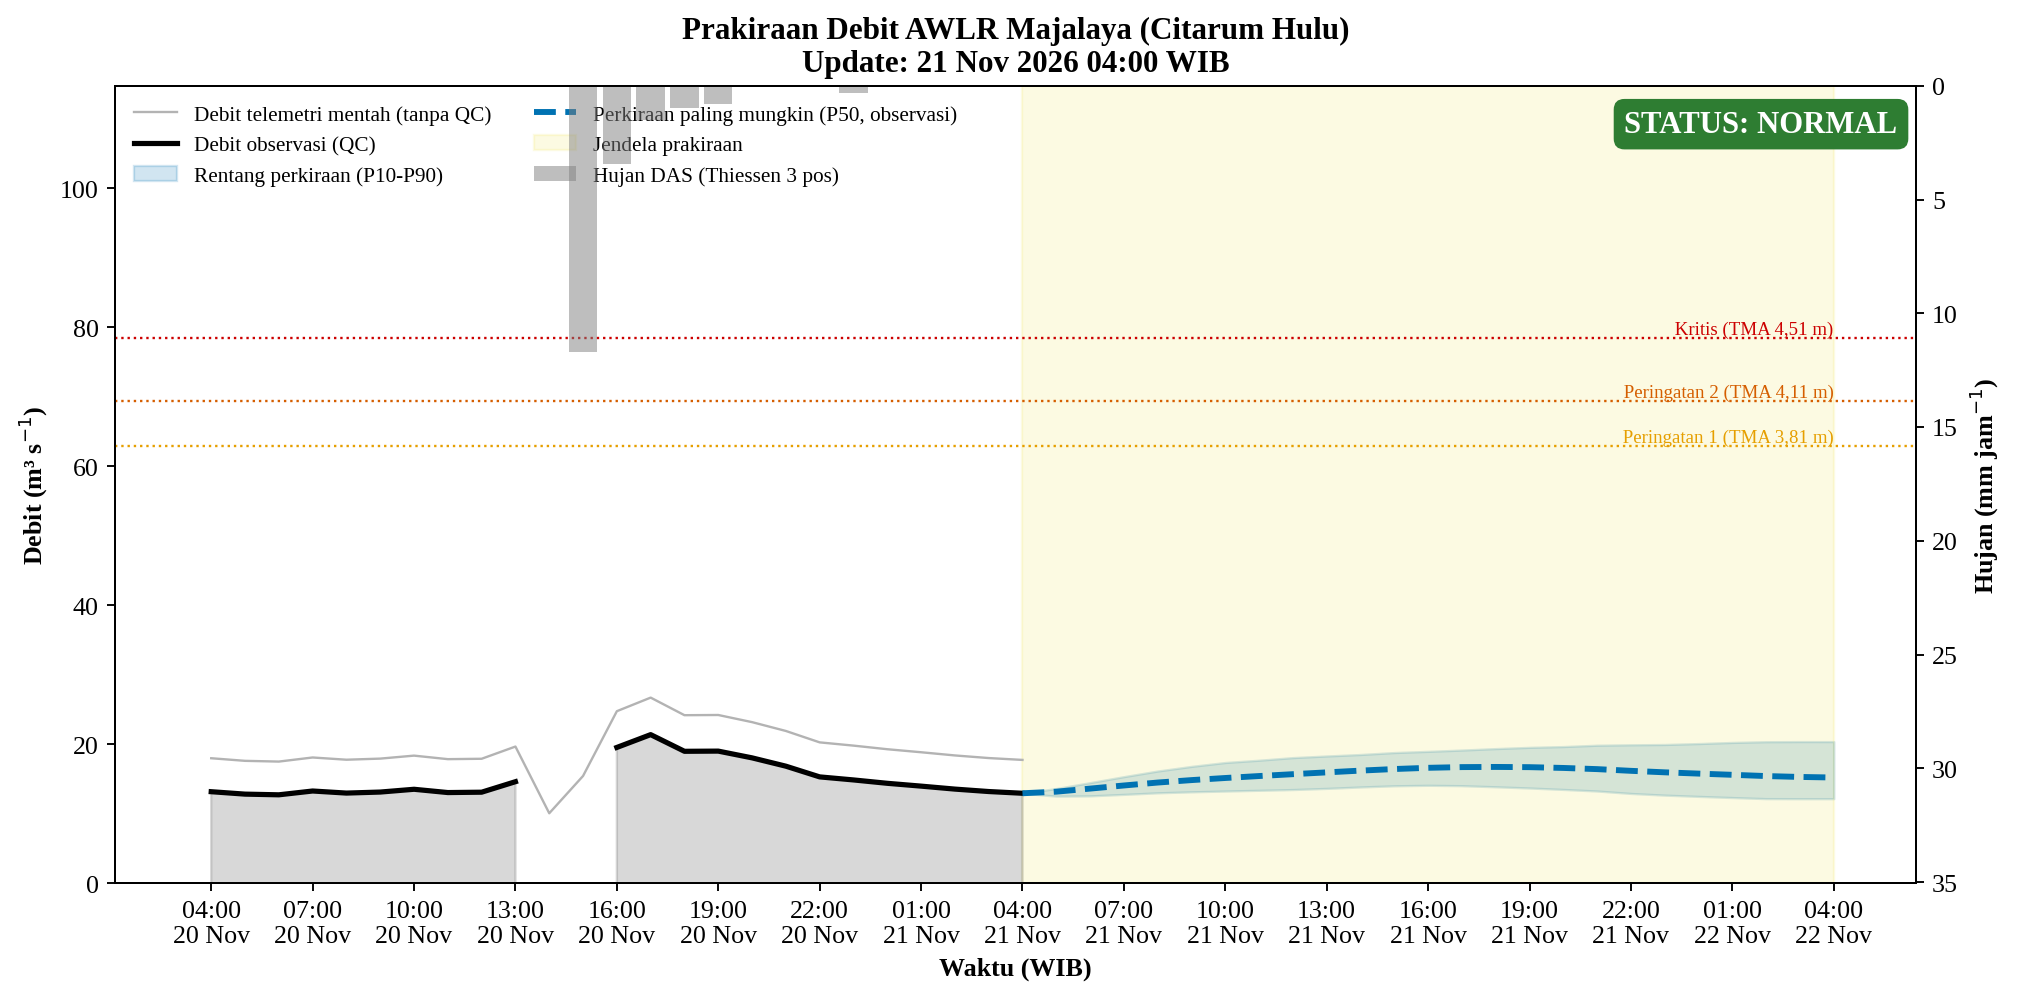 Prakiraan Debit AWLR Majalaya (Citarum Hulu)
Update: 21 Nov 2026 04:00 WIB
Debit telemetri mentah (tanpa QC)
Debit observasi (QC)
Rentang perkiraan (P10-P90)
Perkiraan paling mungkin (P50, observasi)
Jendela prakiraan
Hujan DAS (Thiessen 3 pos)
STATUS: NORMAL
Kritis (TMA 4,51 m)
Peringatan 2 (TMA 4,11 m)
Peringatan 1 (TMA 3,81 m)
Debit (m³ s⁻¹)
100
80
60
40
20
0
Hujan (mm jam⁻¹)
0
5
10
15
20
25
30
35
04:00 07:00 10:00 13:00 16:00 19:00 22:00 01:00 04:00 07:00 10:00 13:00 16:00 19:00 22:00 01:00 04:00
20 Nov 20 Nov 20 Nov 20 Nov 20 Nov 20 Nov 20 Nov 21 Nov 21 Nov 21 Nov 21 Nov 21 Nov 21 Nov 21 Nov 21 Nov 22 Nov 22 Nov
Waktu (WIB)